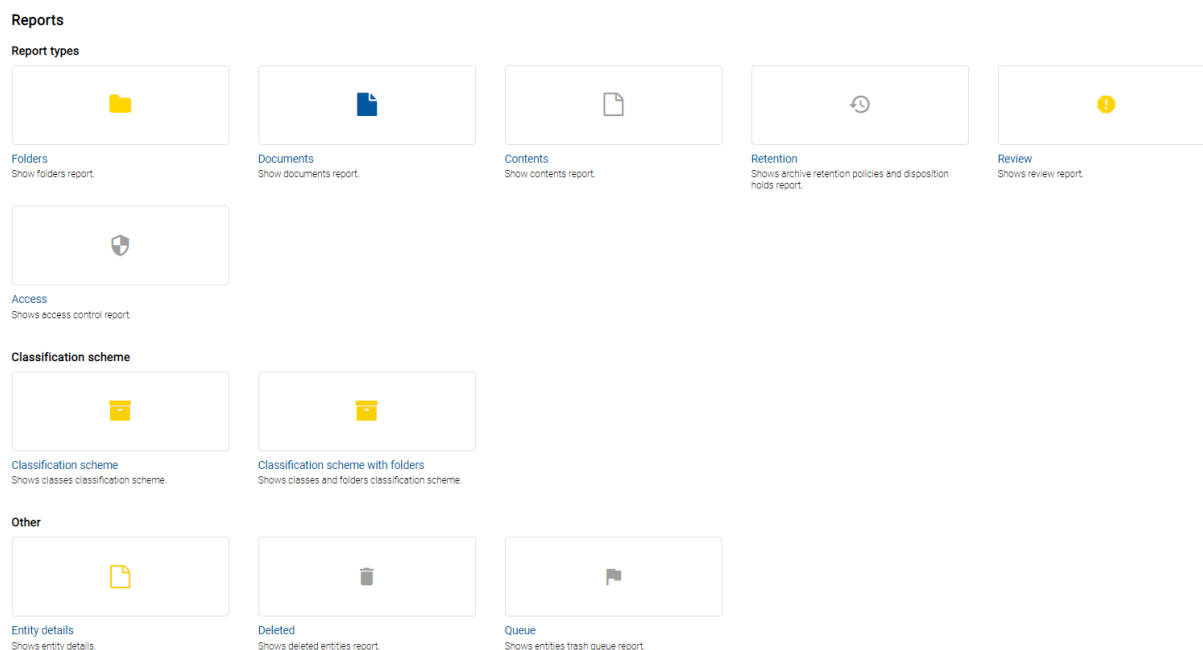 Reports
Report types
Folders
Show folders report.
Documents
Show documents report.
Contents
Show contents report.
Retention
Shows archive retention policies and disposition
holds report.
Review
Shows review report.
Access
Shows access control report.
Classification scheme
Classification scheme
Shows classes classification scheme.
Classification scheme with folders
Shows classes and folders classification scheme.
Other
Entity details
Shows entity details.
Deleted
Shows deleted entities report.
Queue
Shows entities trash queue report.